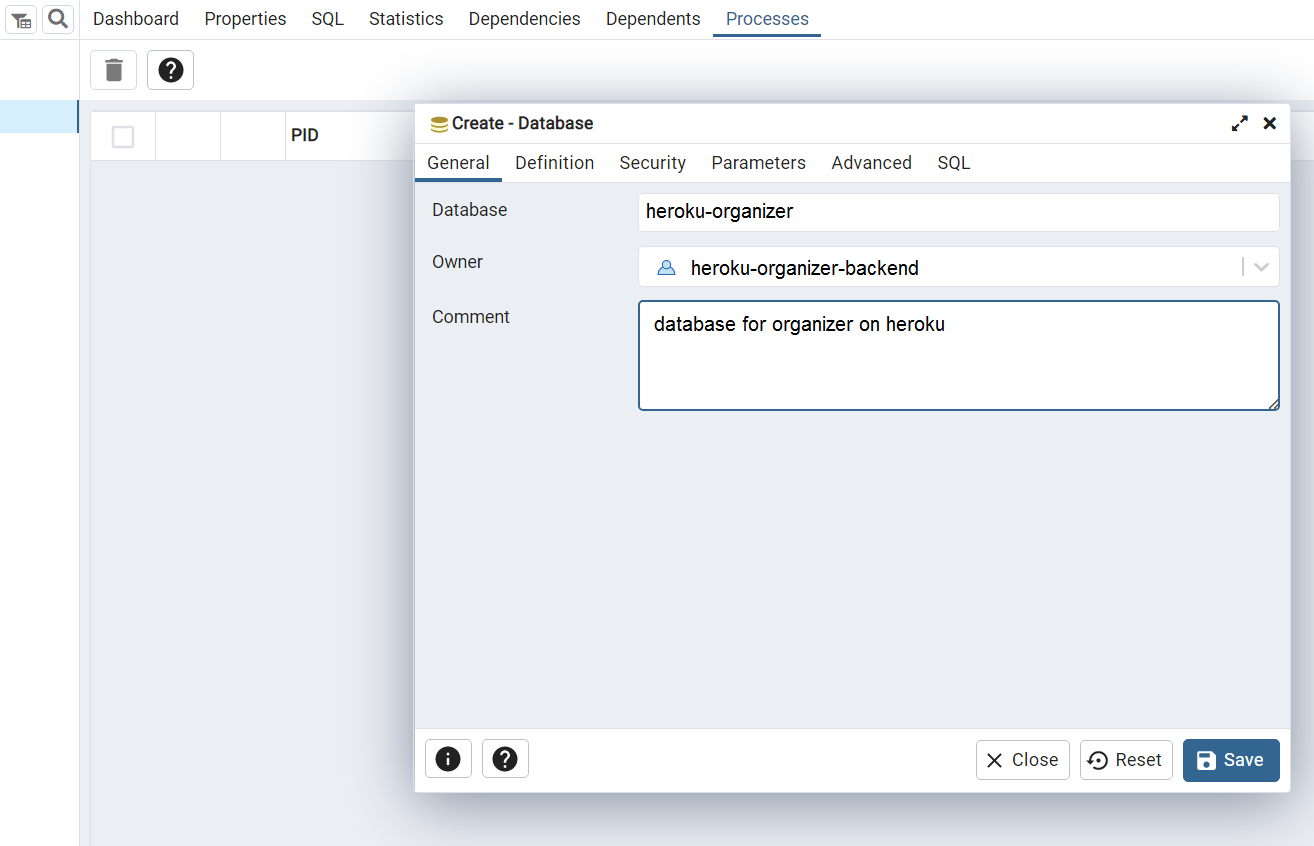 Dashboard Properties SQL Statistics Dependencies Dependents Processes
PID
Create - Database
General Definition Security Parameters Advanced SQL
Database heroku-organizer
Owner heroku-organizer-backend
Comment database for organizer on heroku
Close Reset Save